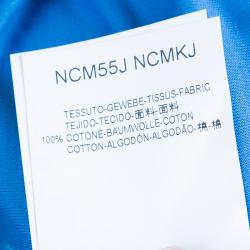 NCM55J NCMKJ
TESSUTO-GEWEBE-TISSUS-FABRIC
TEJIDO-TECIDO-面料-面料
100% COTONE-BAUMWOLLE-COTON
COTTON-ALGODÓN-ALGODÃO-棉-棉